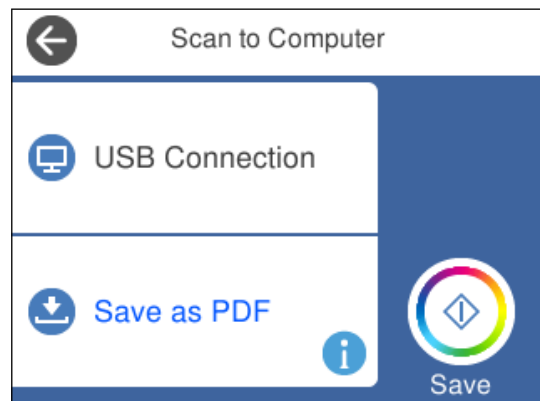 Scan to Computer
USB Connection
Save as PDF
i
Save